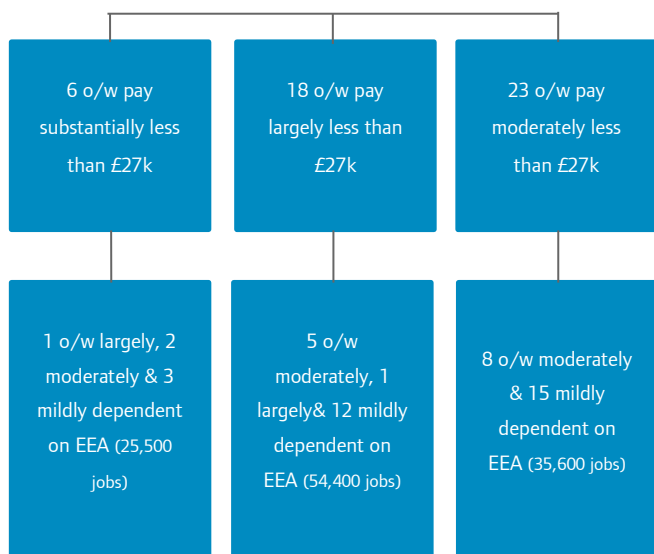 6 o/w pay
substantially less
than £27k
18 o/w pay
largely less than
£27k
23 o/w pay
moderately less
than £27k
1 o/w largely, 2
moderately & 3
mildly dependent
on EEA (25,500
jobs)
5 o/w
moderately, 1
largely& 12 mildly
dependent on
EEA (54,400 jobs)
8 o/w moderately
& 15 mildly
dependent on
EEA (35,600 jobs)